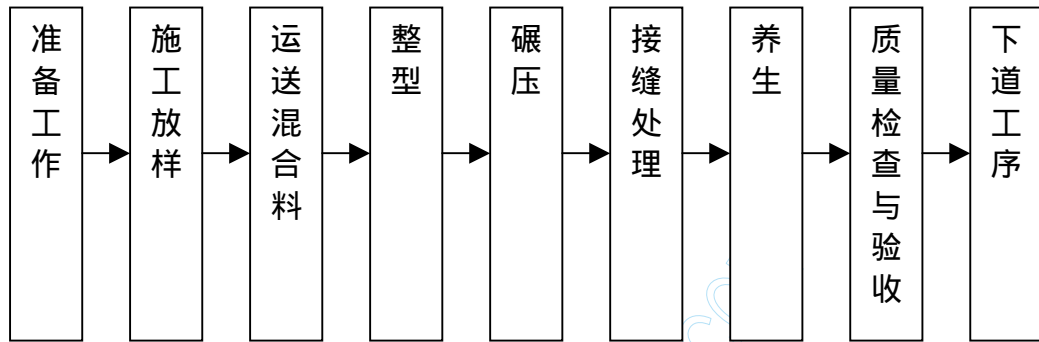 准备工作
施工放样
运送混合料
整型
碾压
接缝处理
养生
质量检查与验收
下道工序